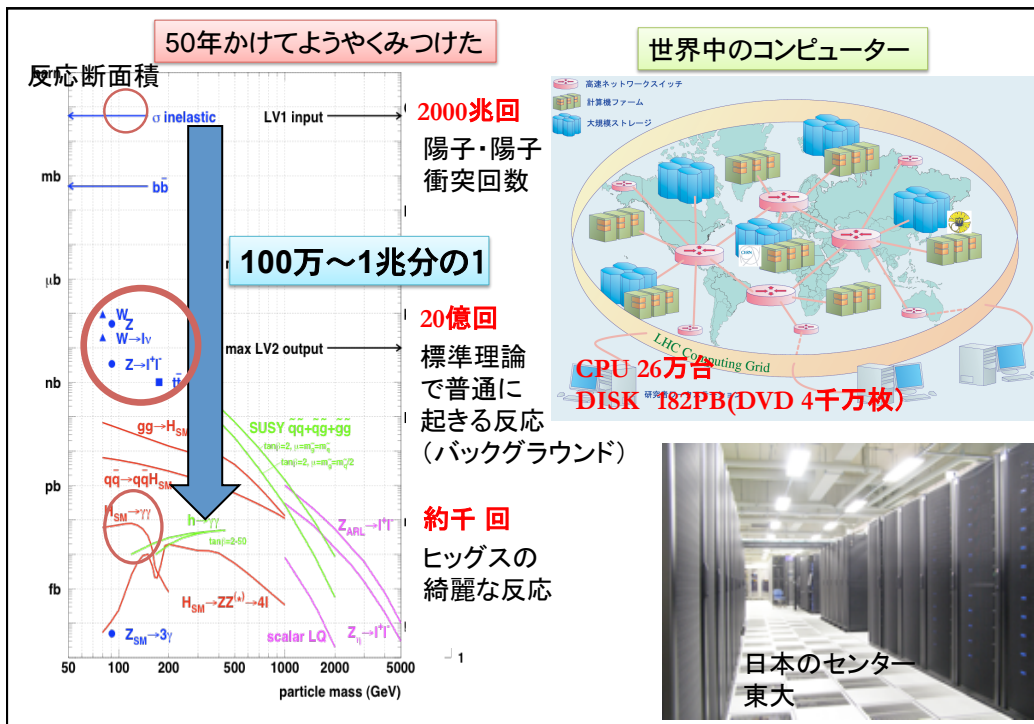 50年かけてようやくみつけた
世界中のコンピューター
反応断面積
σ inelastic
LV1 input
2000兆回
陽子・陽子
衝突回数
mb
bb̄
100万～1兆分の1
μb
W
Z
W→lν
Z→l⁺l⁻
tt̄
max LV2 output
20億回
標準理論
で普通に
起きる反応
（バックグラウンド）
nb
gg→H_SM
SUSY q̃q̃+q̃g̃+g̃g̃
pb
qq̄→qq̄H_SM
H_SM→γγ
h→γγ
tanβ=2-50
Z_ARL→l⁺l⁻
約千 回
ヒッグスの
綺麗な反応
fb
H_SM→ZZ⁽*⁾→4l
Z_SM→3γ
scalar LQ
Z_η→l⁺l⁻
50 100 200 500 1000 2000 5000
particle mass (GeV)
1
高速ネットワークスイッチ
計算機ファーム
大規模ストレージ
CERN
LHC Computing Grid
CPU 26万台
DISK 182PB(DVD 4千万枚）
日本のセンター
東大